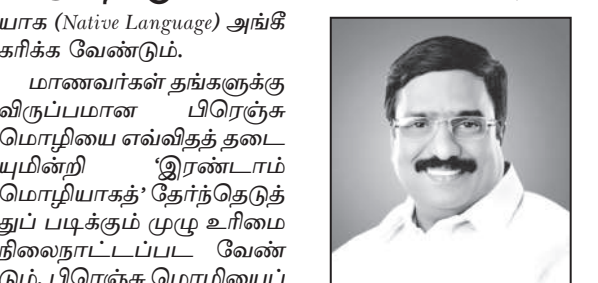 யாக (Native Language) அங்கீ
கரிக்க வேண்டும்.
மாணவர்கள் தங்களுக்கு
விருப்பமான பிரெஞ்சு
மொழியை எவ்விதத் தடை
யுமின்றி 'இரண்டாம்
மொழியாகத்' தேர்ந்தெடுத்
துப் படிக்கும் முழு உரிமை
நிலைநாட்டப்பட வேண்
டும். பிரெஞ்சு மொழியைப்